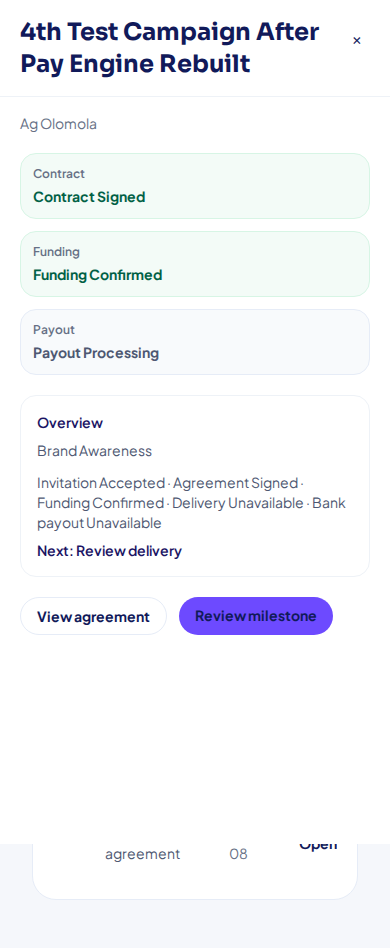 4th Test Campaign After
Pay Engine Rebuilt
×
Ag Olomola
Contract
Contract Signed
Funding
Funding Confirmed
Payout
Payout Processing
Overview
Brand Awareness
Invitation Accepted · Agreement Signed ·
Funding Confirmed · Delivery Unavailable · Bank
payout Unavailable
Next: Review delivery
View agreement
Review milestone
agreement
08
Open